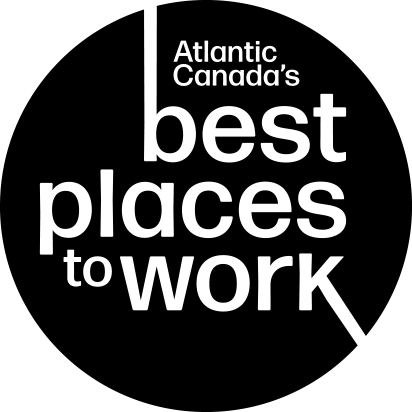 Atlantic
Canada's
best
places
to work